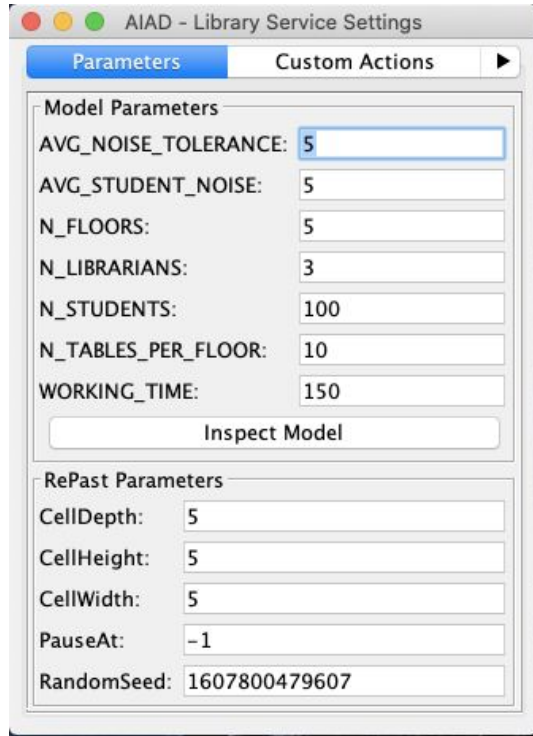 AIAD - Library Service Settings
Parameters Custom Actions ▶
Model Parameters
AVG_NOISE_TOLERANCE: 5
AVG_STUDENT_NOISE: 5
N_FLOORS: 5
N_LIBRARIANS: 3
N_STUDENTS: 100
N_TABLES_PER_FLOOR: 10
WORKING_TIME: 150
Inspect Model
RePast Parameters
CellDepth: 5
CellHeight: 5
CellWidth: 5
PauseAt: -1
RandomSeed: 1607800479607